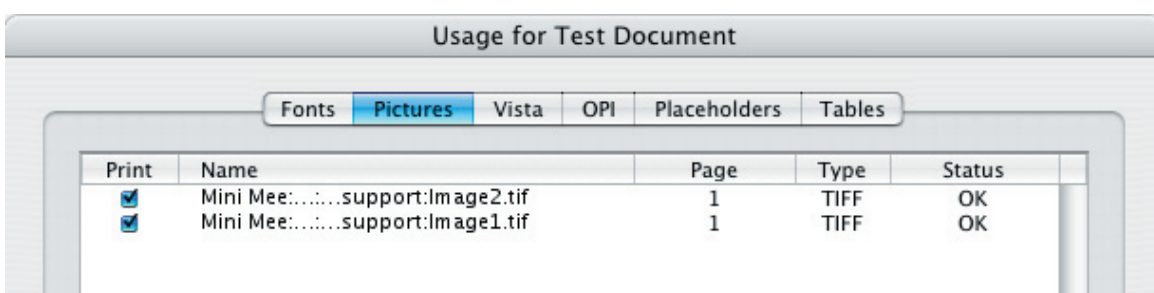 Usage for Test Document
Fonts Pictures Vista OPI Placeholders Tables
Print Name Page Type Status
Mini Mee:...:...support:Image2.tif 1 TIFF OK
Mini Mee:...:...support:Image1.tif 1 TIFF OK